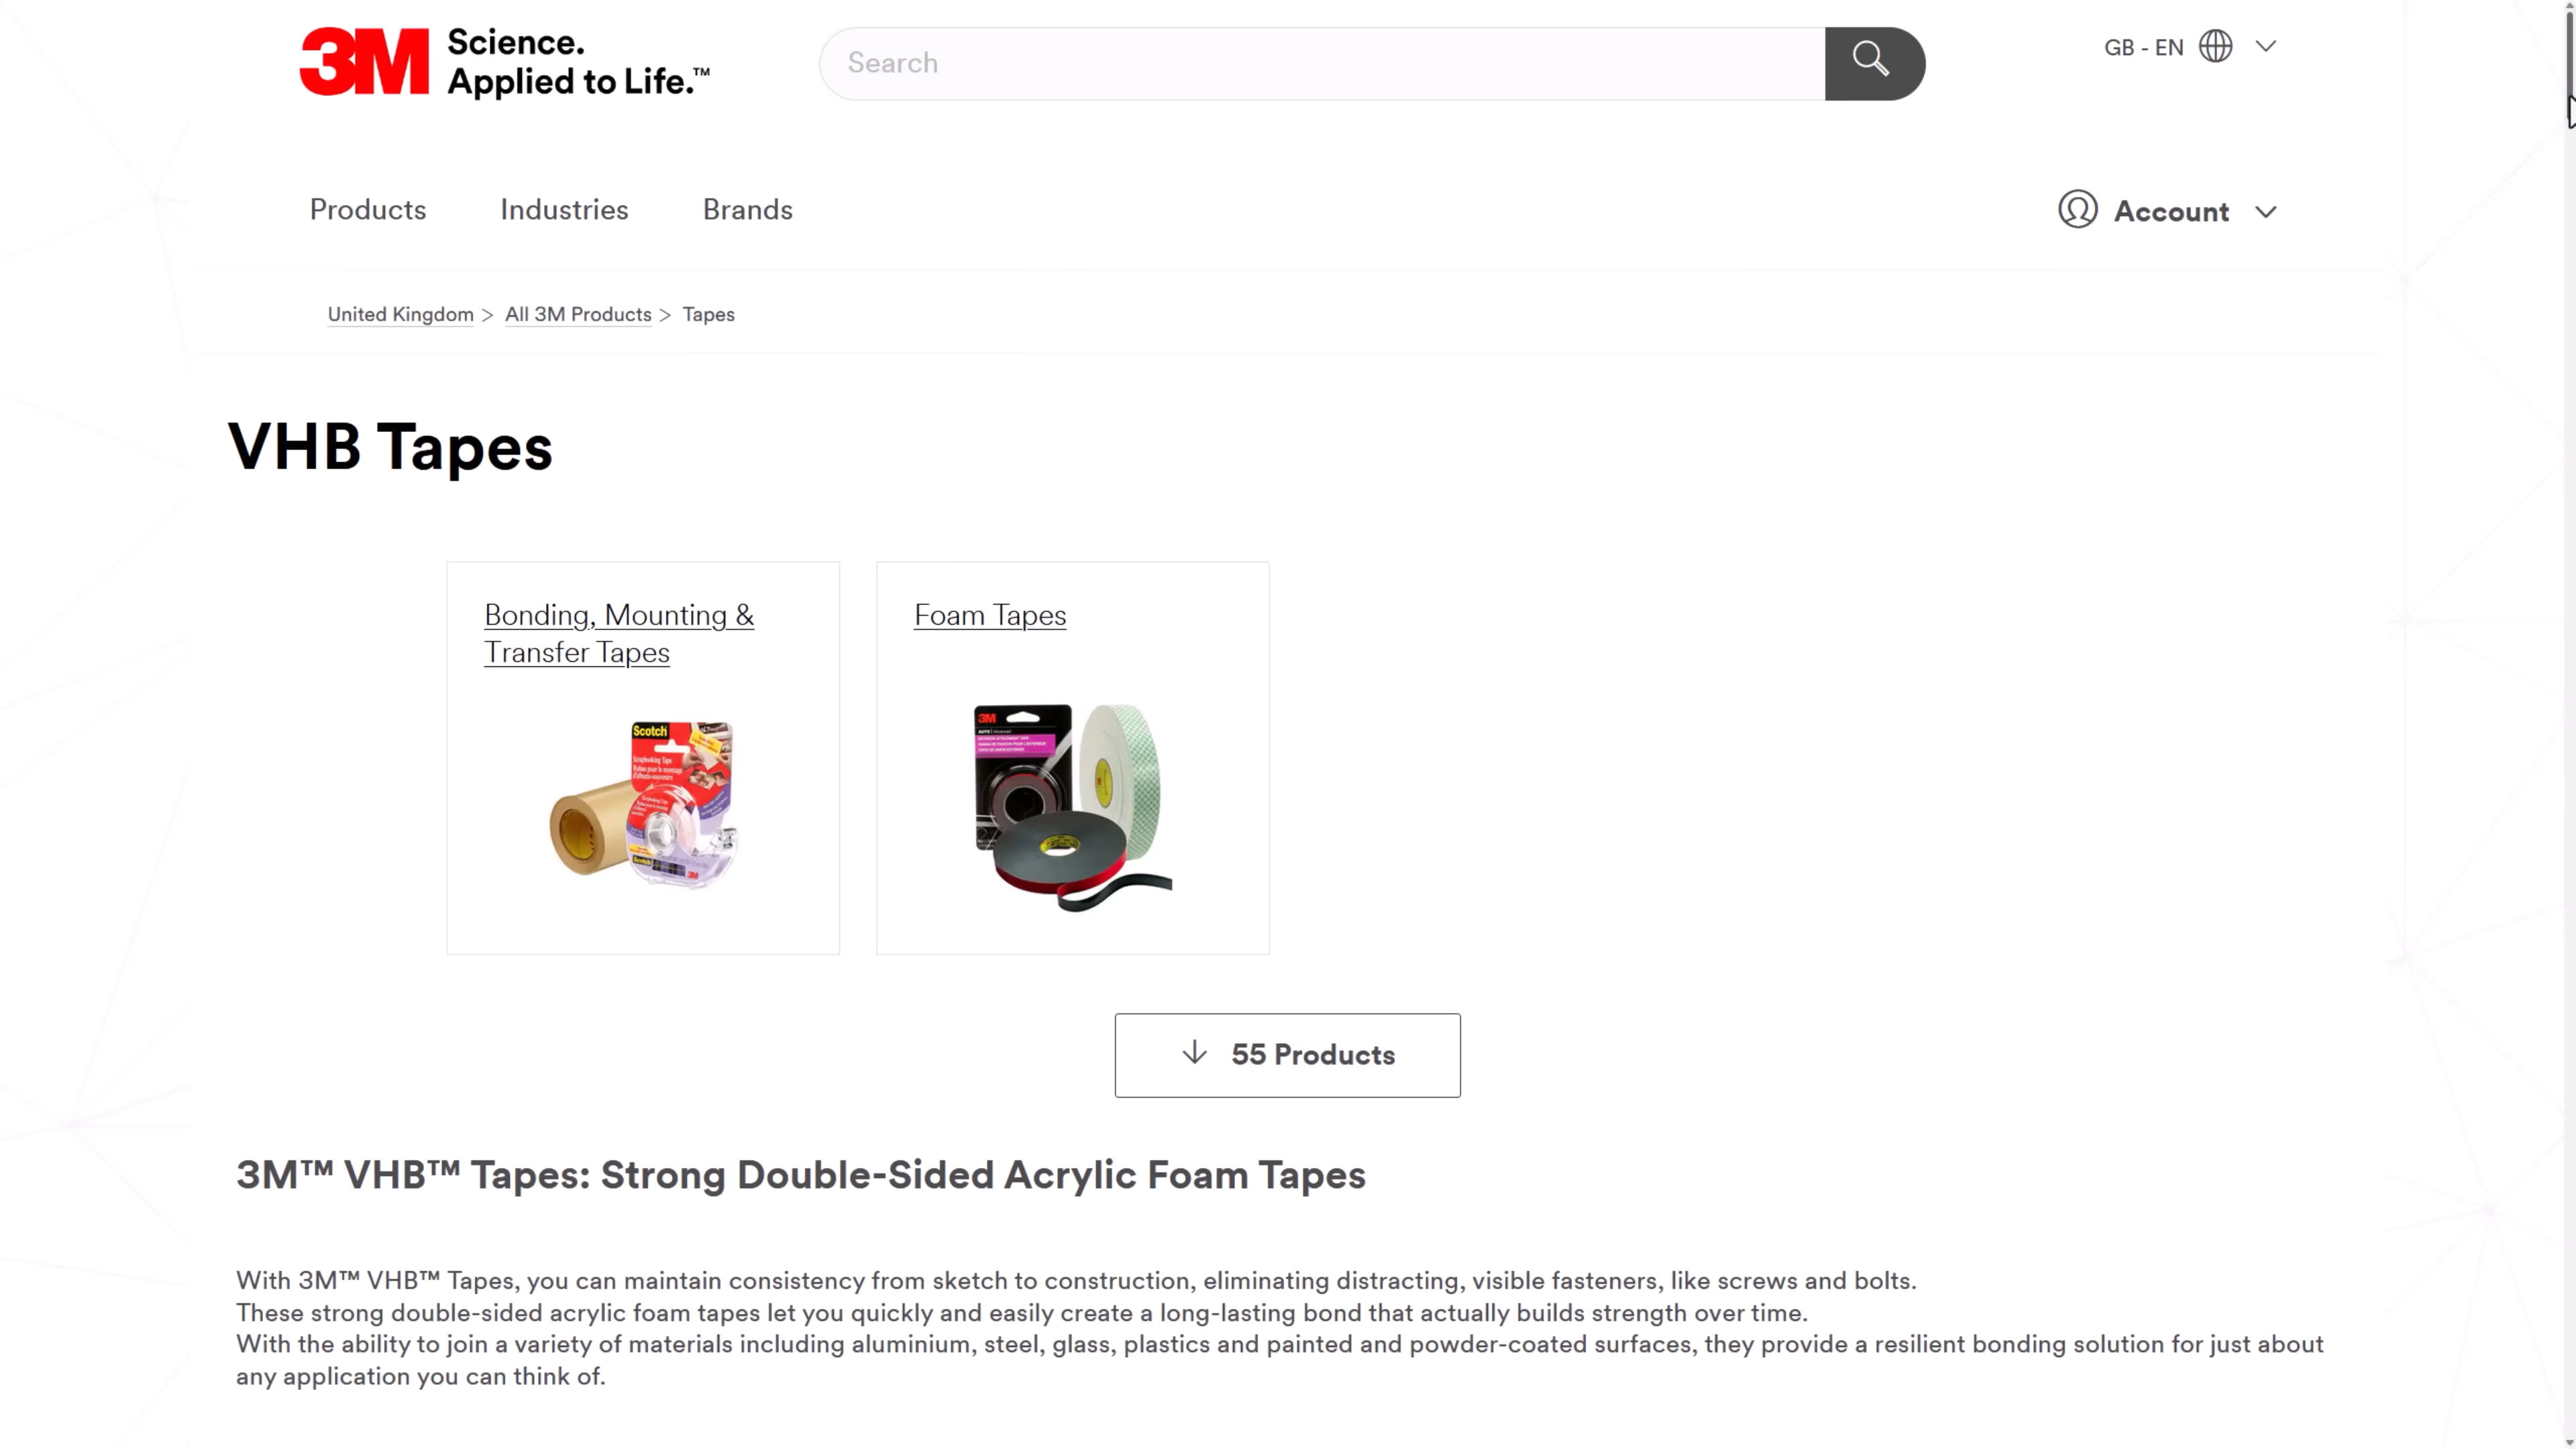 3M Science.
Applied to Life.™
Search
GB - EN
Products
Industries
Brands
Account
United Kingdom > All 3M Products > Tapes
VHB Tapes
Bonding, Mounting &
Transfer Tapes
Foam Tapes
Scotch
Scrapbooking Tape
3M
3M
55 Products
3M™ VHB™ Tapes: Strong Double-Sided Acrylic Foam Tapes
With 3M™ VHB™ Tapes, you can maintain consistency from sketch to construction, eliminating distracting, visible fasteners, like screws and bolts.
These strong double-sided acrylic foam tapes let you quickly and easily create a long-lasting bond that actually builds strength over time.
With the ability to join a variety of materials including aluminium, steel, glass, plastics and painted and powder-coated surfaces, they provide a resilient bonding solution for just about
any application you can think of.